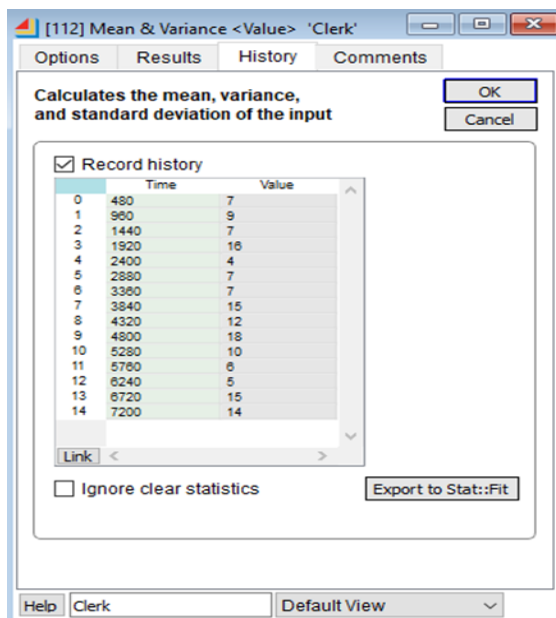 [112] Mean & Variance <Value> 'Clerk'
Options Results History Comments
Calculates the mean, variance,
and standard deviation of the input
OK
Cancel
Record history
Time Value
0 480 7
1 960 9
2 1440 7
3 1920 16
4 2400 4
5 2880 7
6 3360 7
7 3840 15
8 4320 12
9 4800 18
10 5280 10
11 5760 6
12 6240 5
13 6720 15
14 7200 14
Link
Ignore clear statistics
Export to Stat::Fit
Help Clerk Default View